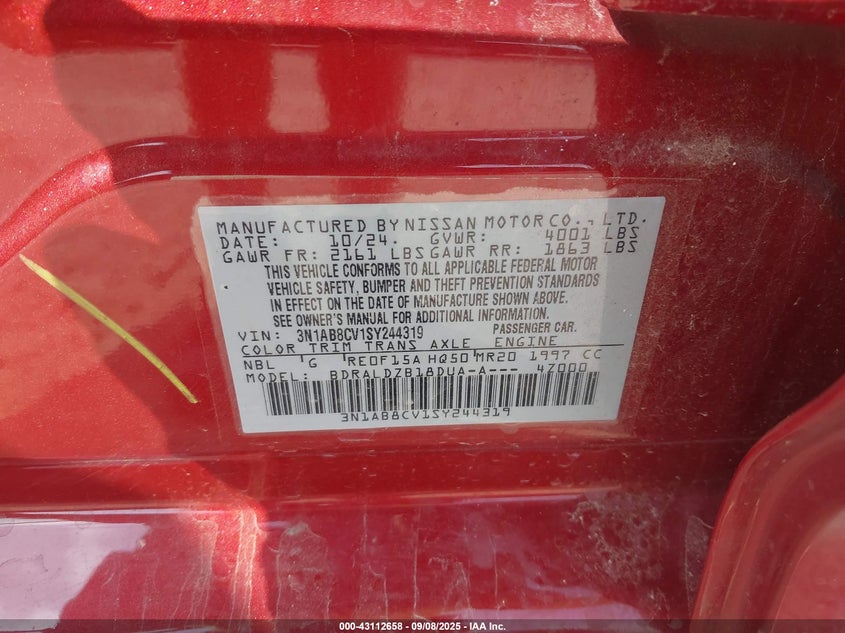 MANUFACTURED BY NISSAN MOTOR CO., LTD.
DATE: 10/24. GVWR: 4001 LBS
GAWR FR: 2161 LBS GAWR RR: 1863 LBS
THIS VEHICLE CONFORMS TO ALL APPLICABLE FEDERAL MOTOR
VEHICLE SAFETY, BUMPER AND THEFT PREVENTION STANDARDS
IN EFFECT ON THE DATE OF MANUFACTURE SHOWN ABOVE.
SEE OWNER'S MANUAL FOR ADDITIONAL INFORMATION.
VIN: 3N1AB8CV1SY244319 PASSENGER CAR.
COLOR TRIM TRANS AXLE ENGINE
NBL G RE0F15A HQ50 MR20 1997 CC
MODEL: BDRALDZB18DUA-A--- 47000
3N1AB8CV1SY244319
000-43112658 - 09/08/2025 - IAA Inc.